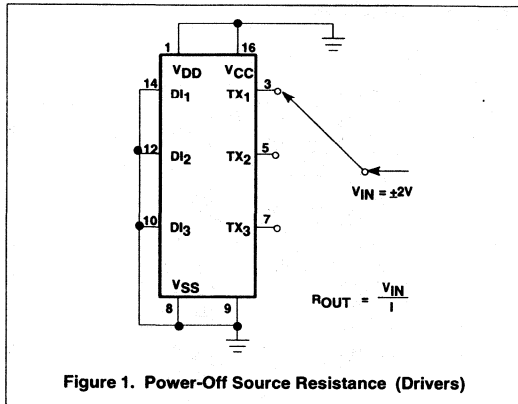 1 16
VDD VCC
14 DI1 TX1 3
12 DI2 TX2 5
VIN = ±2V
10 DI3 TX3 7
VSS
ROUT = VIN / I
8 9
Figure 1. Power-Off Source Resistance (Drivers)